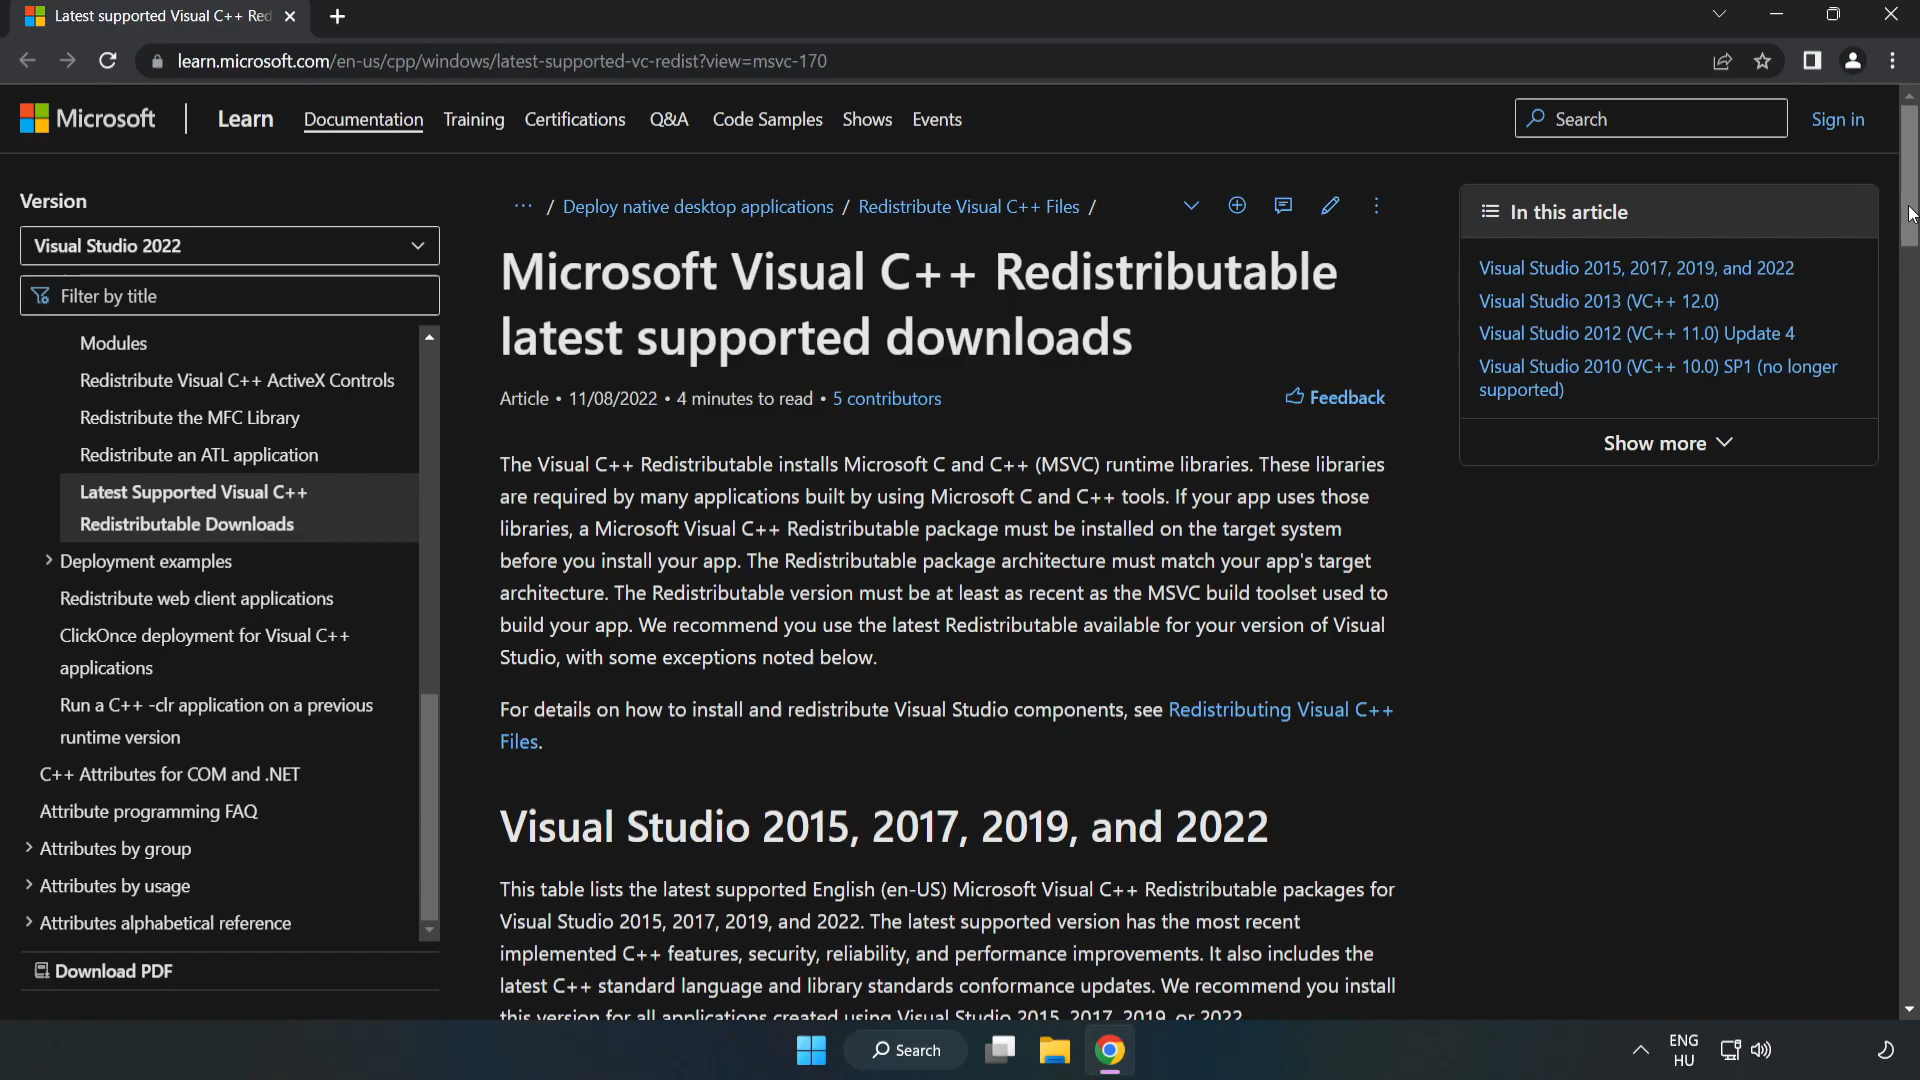 Latest supported Visual C++ Red
learn.microsoft.com/en-us/cpp/windows/latest-supported-vc-redist?view=msvc-170
Microsoft
Learn
Documentation
Training
Certifications
Q&A
Code Samples
Shows
Events
Search
Sign in
Version
Visual Studio 2022
Filter by title
Modules
Redistribute Visual C++ ActiveX Controls
Redistribute the MFC Library
Redistribute an ATL application
Latest Supported Visual C++
Redistributable Downloads
Deployment examples
Redistribute web client applications
ClickOnce deployment for Visual C++
applications
Run a C++ -clr application on a previous
runtime version
C++ Attributes for COM and .NET
Attribute programming FAQ
Attributes by group
Attributes by usage
Attributes alphabetical reference
Download PDF
··· / Deploy native desktop applications / Redistribute Visual C++ Files /
Microsoft Visual C++ Redistributable
latest supported downloads
Article • 11/08/2022 • 4 minutes to read • 5 contributors
Feedback
The Visual C++ Redistributable installs Microsoft C and C++ (MSVC) runtime libraries. These libraries
are required by many applications built by using Microsoft C and C++ tools. If your app uses those
libraries, a Microsoft Visual C++ Redistributable package must be installed on the target system
before you install your app. The Redistributable package architecture must match your app's target
architecture. The Redistributable version must be at least as recent as the MSVC build toolset used to
build your app. We recommend you use the latest Redistributable available for your version of Visual
Studio, with some exceptions noted below.
For details on how to install and redistribute Visual Studio components, see Redistributing Visual C++
Files.
Visual Studio 2015, 2017, 2019, and 2022
This table lists the latest supported English (en-US) Microsoft Visual C++ Redistributable packages for
Visual Studio 2015, 2017, 2019, and 2022. The latest supported version has the most recent
implemented C++ features, security, reliability, and performance improvements. It also includes the
latest C++ standard language and library standards conformance updates. We recommend you install
this version for all applications created using Visual Studio 2015, 2017, 2019, or 2022.
In this article
Visual Studio 2015, 2017, 2019, and 2022
Visual Studio 2013 (VC++ 12.0)
Visual Studio 2012 (VC++ 11.0) Update 4
Visual Studio 2010 (VC++ 10.0) SP1 (no longer
supported)
Show more
Search
ENG
HU